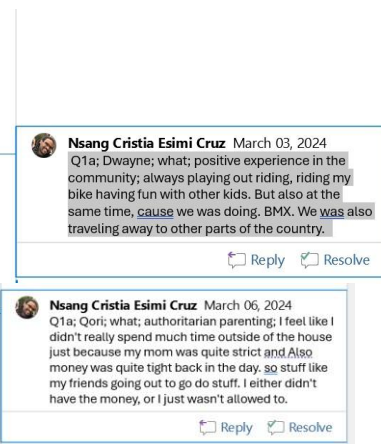 Nsang Cristia Esimi Cruz March 03, 2024
Q1a; Dwayne; what; positive experience in the
community; always playing out riding, riding my
bike having fun with other kids. But also at the
same time, cause we was doing. BMX. We was also
traveling away to other parts of the country.
Reply Resolve
Nsang Cristia Esimi Cruz March 06, 2024
Q1a; Qori; what; authoritarian parenting; I feel like I
didn't really spend much time outside of the house
just because my mom was quite strict and Also
money was quite tight back in the day. so stuff like
my friends going out to go do stuff. I either didn't
have the money, or I just wasn't allowed to.
Reply Resolve